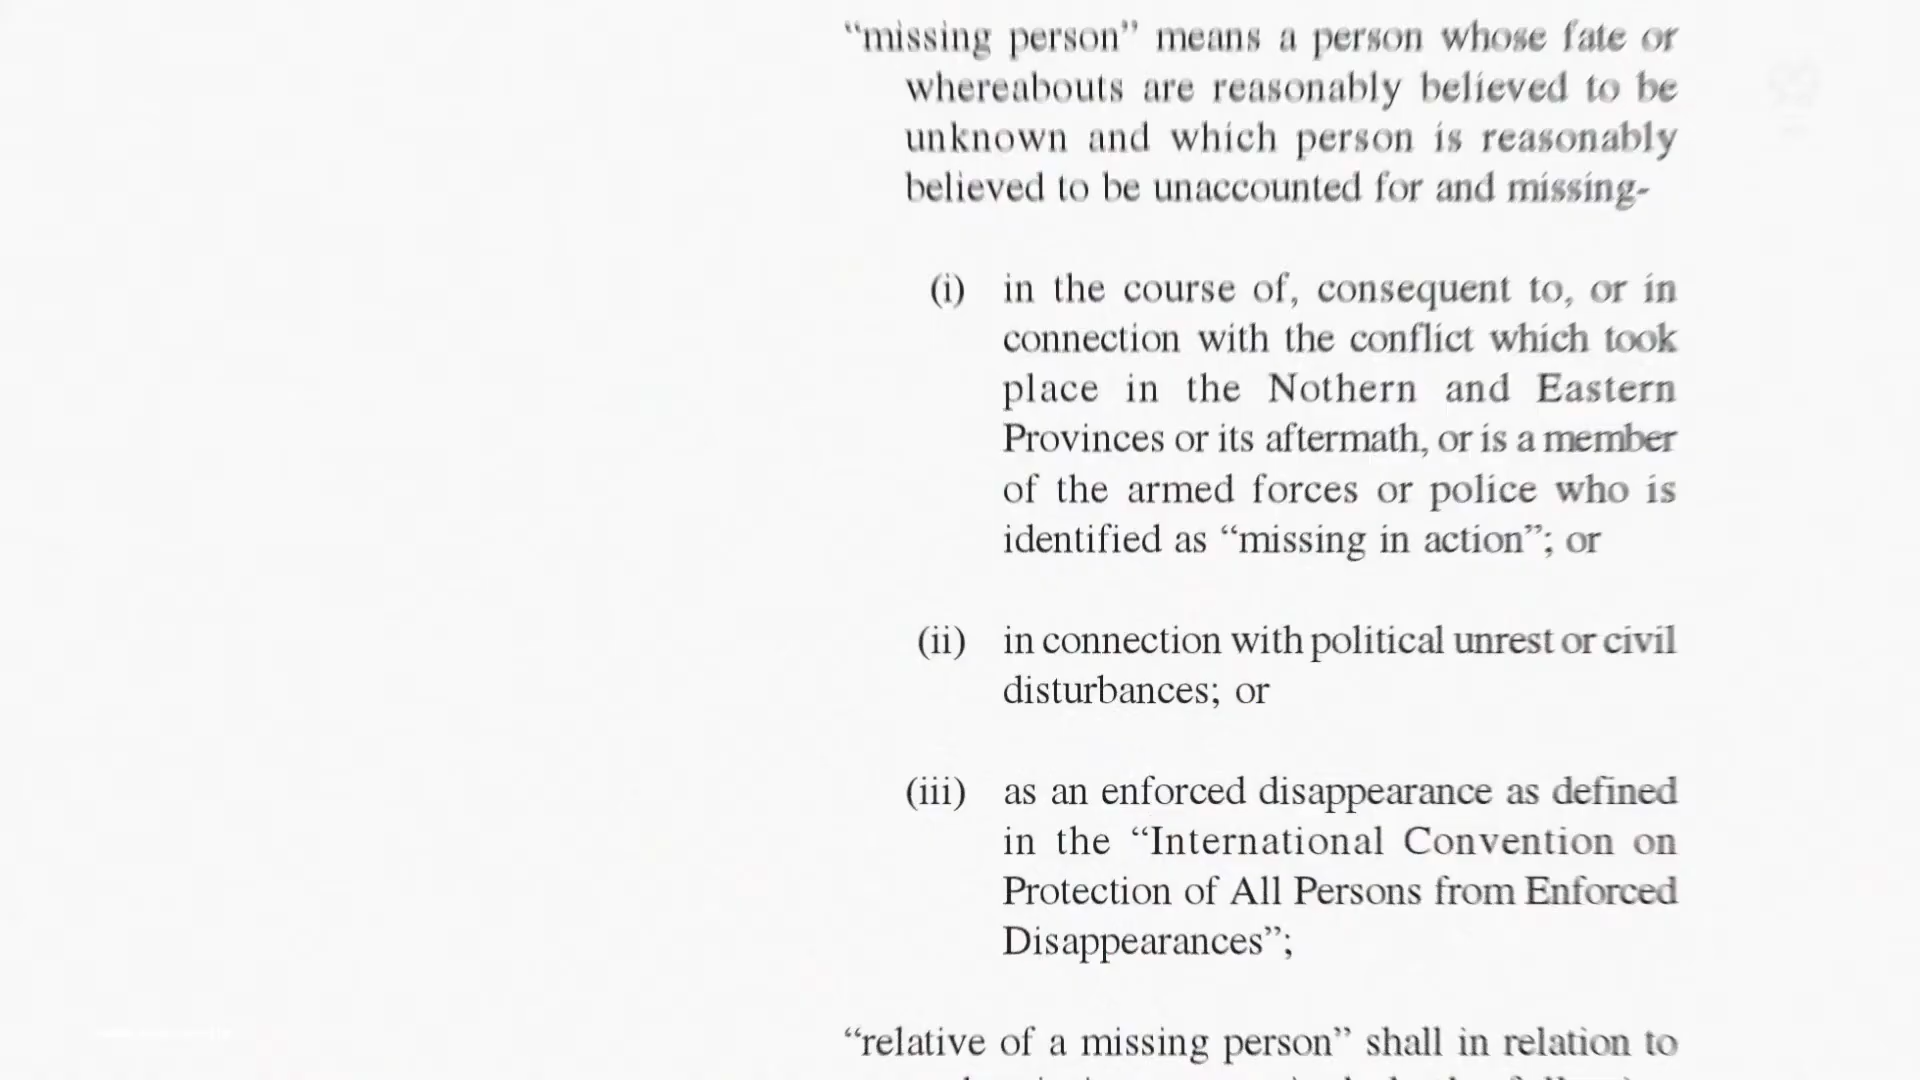 “missing person” means a person whose fate or
whereabouts are reasonably believed to be
unknown and which person is reasonably
believed to be unaccounted for and missing-
(i) in the course of, consequent to, or in
connection with the conflict which took
place in the Nothern and Eastern
Provinces or its aftermath, or is a member
of the armed forces or police who is
identified as “missing in action”; or
(ii) in connection with political unrest or civil
disturbances; or
(iii) as an enforced disappearance as defined
in the “International Convention on
Protection of All Persons from Enforced
Disappearances”;
“relative of a missing person” shall in relation to